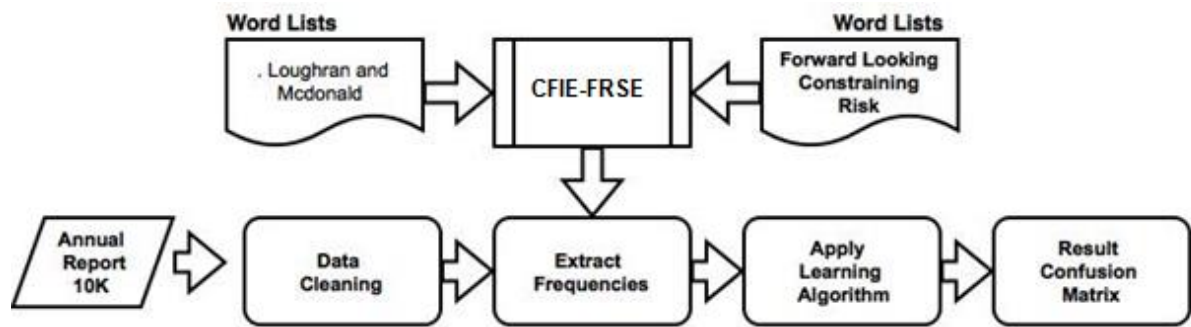 Word Lists
Word Lists
. Loughran and
Mcdonald
CFIE-FRSE
Forward Looking
Constraining
Risk
Annual
Report
10K
Data
Cleaning
Extract
Frequencies
Apply
Learning
Algorithm
Result
Confusion
Matrix